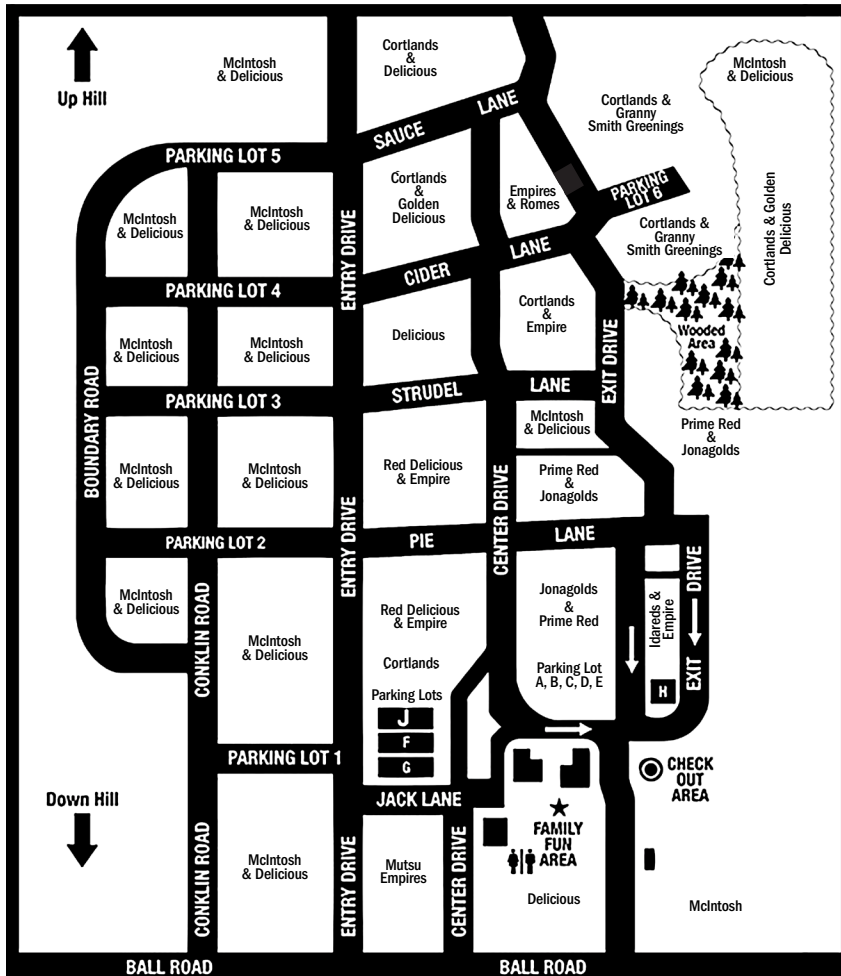 Up Hill
McIntosh
& Delicious
Cortlands
&
Delicious
SAUCE LANE
Cortlands &
Granny
Smith Greenings
McIntosh
& Delicious
PARKING LOT 5
McIntosh
& Delicious
McIntosh
& Delicious
ENTRY DRIVE
Cortlands
& Golden
Delicious
Empires
& Romes
PARKING
LOT 6
Cortlands &
Granny
Smith Greenings
Cortlands & Golden
Delicious
PARKING LOT 4
CIDER LANE
McIntosh
& Delicious
McIntosh
& Delicious
Delicious
Cortlands
&
Empire
EXIT DRIVE
Wooded
Area
BOUNDARY ROAD
PARKING LOT 3
STRUDEL LANE
McIntosh
& Delicious
Prime Red
&
Jonagolds
McIntosh
& Delicious
McIntosh
& Delicious
Red Delicious
& Empire
Prime Red &
Jonagolds
ENTRY DRIVE
CENTER DRIVE
PARKING LOT 2
PIE LANE
McIntosh
& Delicious
CONKLIN ROAD
McIntosh
& Delicious
Red Delicious
& Empire
Cortlands
Parking Lots
J
F
G
Jonagolds
&
Prime Red
Parking Lot
A, B, C, D, E
Idareds &
Empire
H
EXIT DRIVE
PARKING LOT 1
JACK LANE
CHECK
OUT
AREA
Down Hill
CONKLIN ROAD
McIntosh
& Delicious
ENTRY DRIVE
Mutsu
Empires
CENTER DRIVE
FAMILY
FUN
AREA
Delicious
McIntosh
BALL ROAD
BALL ROAD